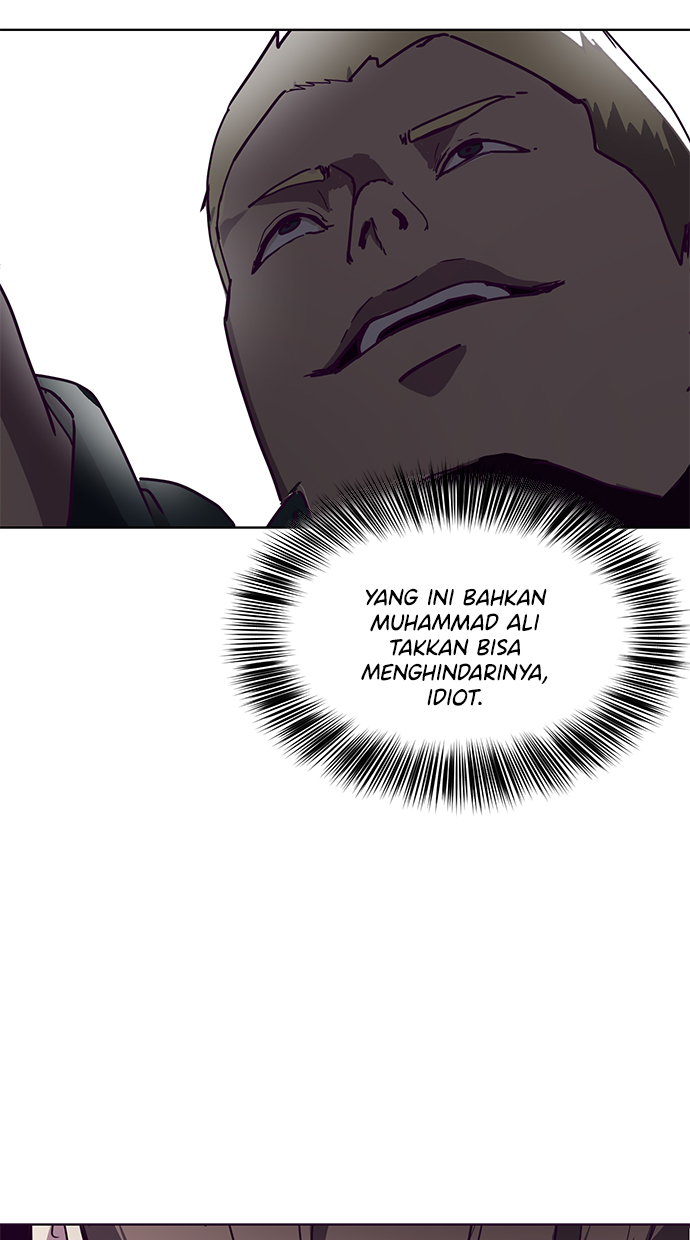 YANG INI BAHKAN
MUHAMMAD ALI
TAKKAN BISA
MENGHINDARINYA,
IDIOT.